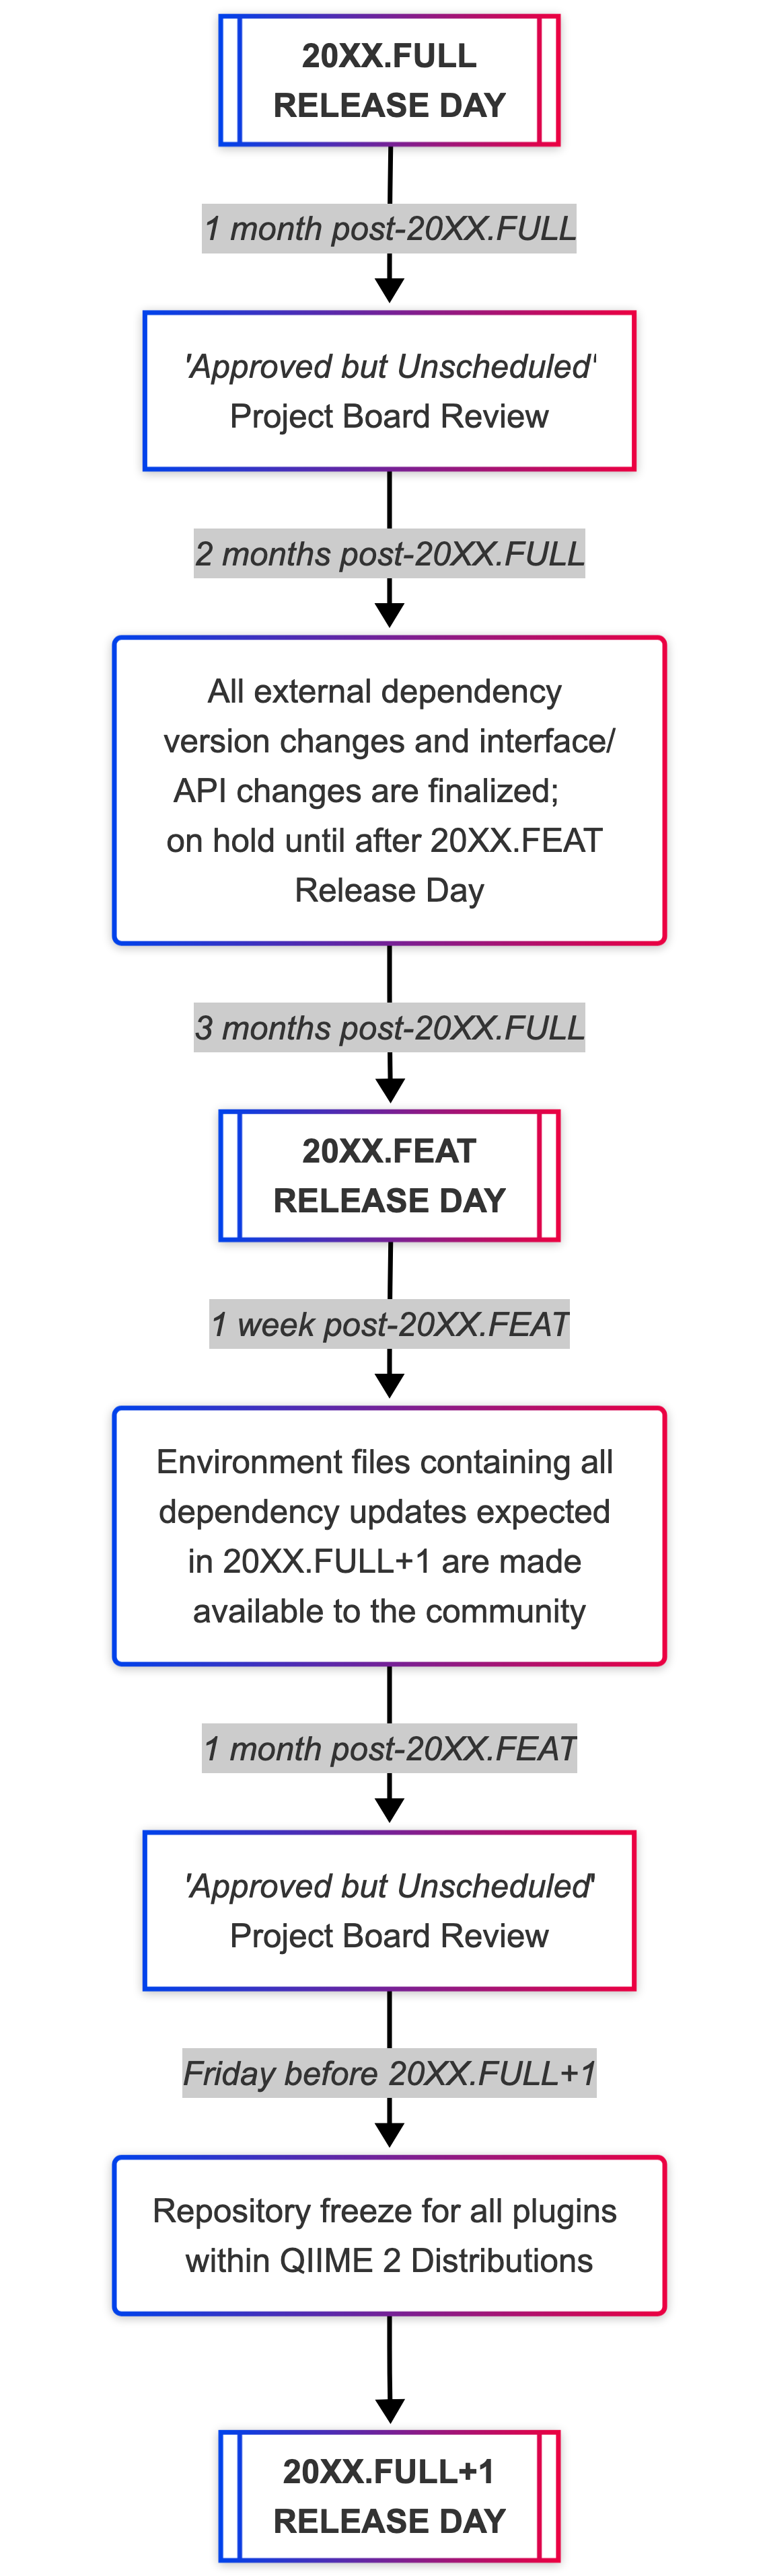 20XX.FULL
RELEASE DAY
1 month post-20XX.FULL
'Approved but Unscheduled'
Project Board Review
2 months post-20XX.FULL
All external dependency
version changes and interface/
API changes are finalized;
on hold until after 20XX.FEAT
Release Day
3 months post-20XX.FULL
20XX.FEAT
RELEASE DAY
1 week post-20XX.FEAT
Environment files containing all
dependency updates expected
in 20XX.FULL+1 are made
available to the community
1 month post-20XX.FEAT
'Approved but Unscheduled'
Project Board Review
Friday before 20XX.FULL+1
Repository freeze for all plugins
within QIIME 2 Distributions
20XX.FULL+1
RELEASE DAY